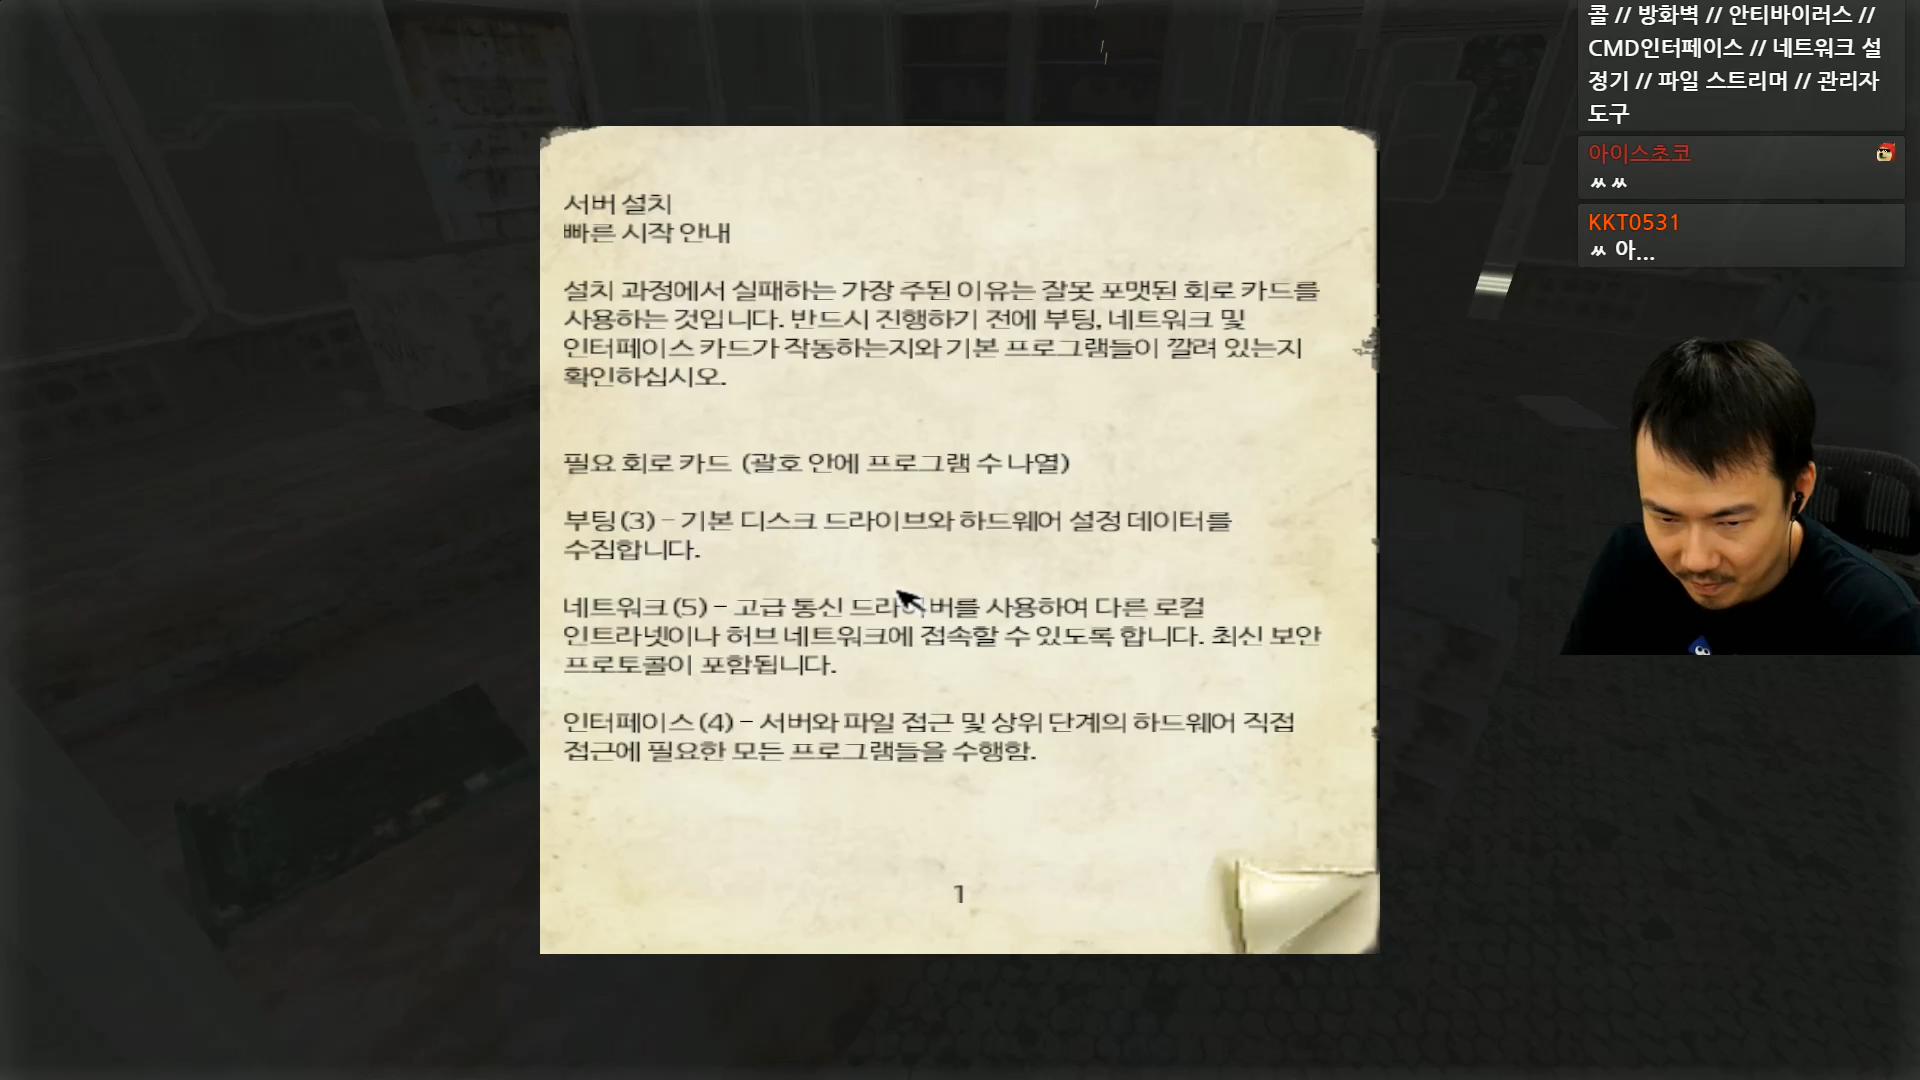 서버 설치
빠른 시작 안내
설치 과정에서 실패하는 가장 주된 이유는 잘못 포맷된 회로 카드를
사용하는 것입니다. 반드시 진행하기 전에 부팅, 네트워크 및
인터페이스 카드가 작동하는지와 기본 프로그램들이 깔려 있는지
확인하십시오.
필요 회로 카드 (괄호 안에 프로그램 수 나열)
부팅(3) - 기본 디스크 드라이브와 하드웨어 설정 데이터를
수집합니다.
네트워크(5) - 고급 통신 드라이버를 사용하여 다른 로컬
인트라넷이나 허브 네트워크에 접속할 수 있도록 합니다. 최신 보안
프로토콜이 포함됩니다.
인터페이스(4) - 서버와 파일 접근 및 상위 단계의 하드웨어 직접
접근에 필요한 모든 프로그램들을 수행함.
1
콜 // 방화벽 // 안티바이러스 //
CMD인터페이스 // 네트워크 설
정기 // 파일 스트리머 // 관리자
도구
아이스초코
ㅆㅆ
KKT0531
ㅆ 아...